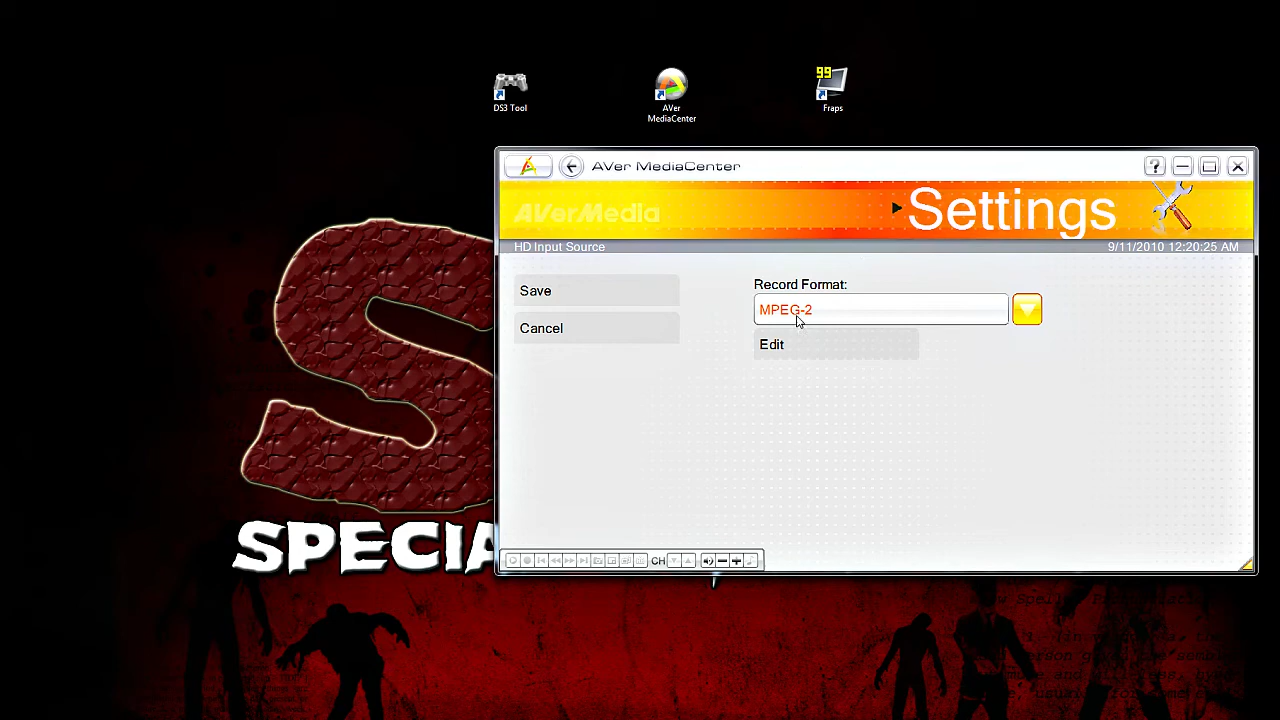 99
DS3 Tool
AVer
MediaCenter
Fraps
AVer MediaCenter
?
AVerMedia
Settings
HD Input Source
9/11/2010 12:20:25 AM
Save
Cancel
Record Format:
MPEG-2
Edit
CH
S
SPECIA